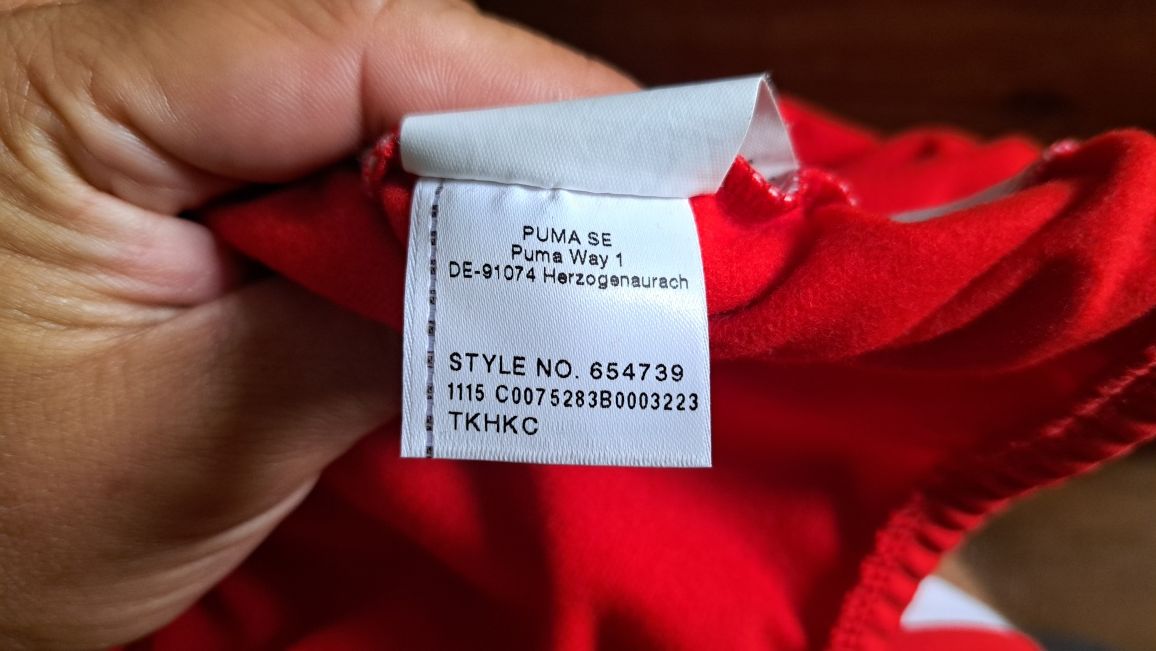 PUMA SE
Puma Way 1
DE-91074 Herzogenaurach
STYLE NO. 654739
1115 C0075283B0003223
TKHKC